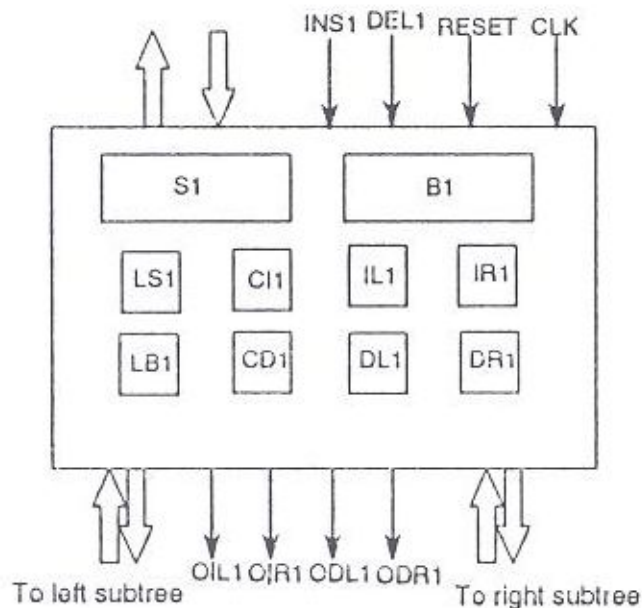 INS1 DEL1 RESET CLK
S1 B1
LS1 CI1 IL1 IR1
LB1 CD1 DL1 DR1
OIL1 OIR1 ODL1 ODR1
To left subtree To right subtree